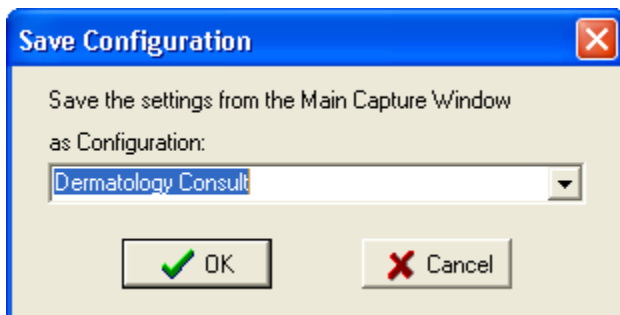 Save Configuration
Save the settings from the Main Capture Window
as Configuration:
Dermatology Consult
OK
Cancel